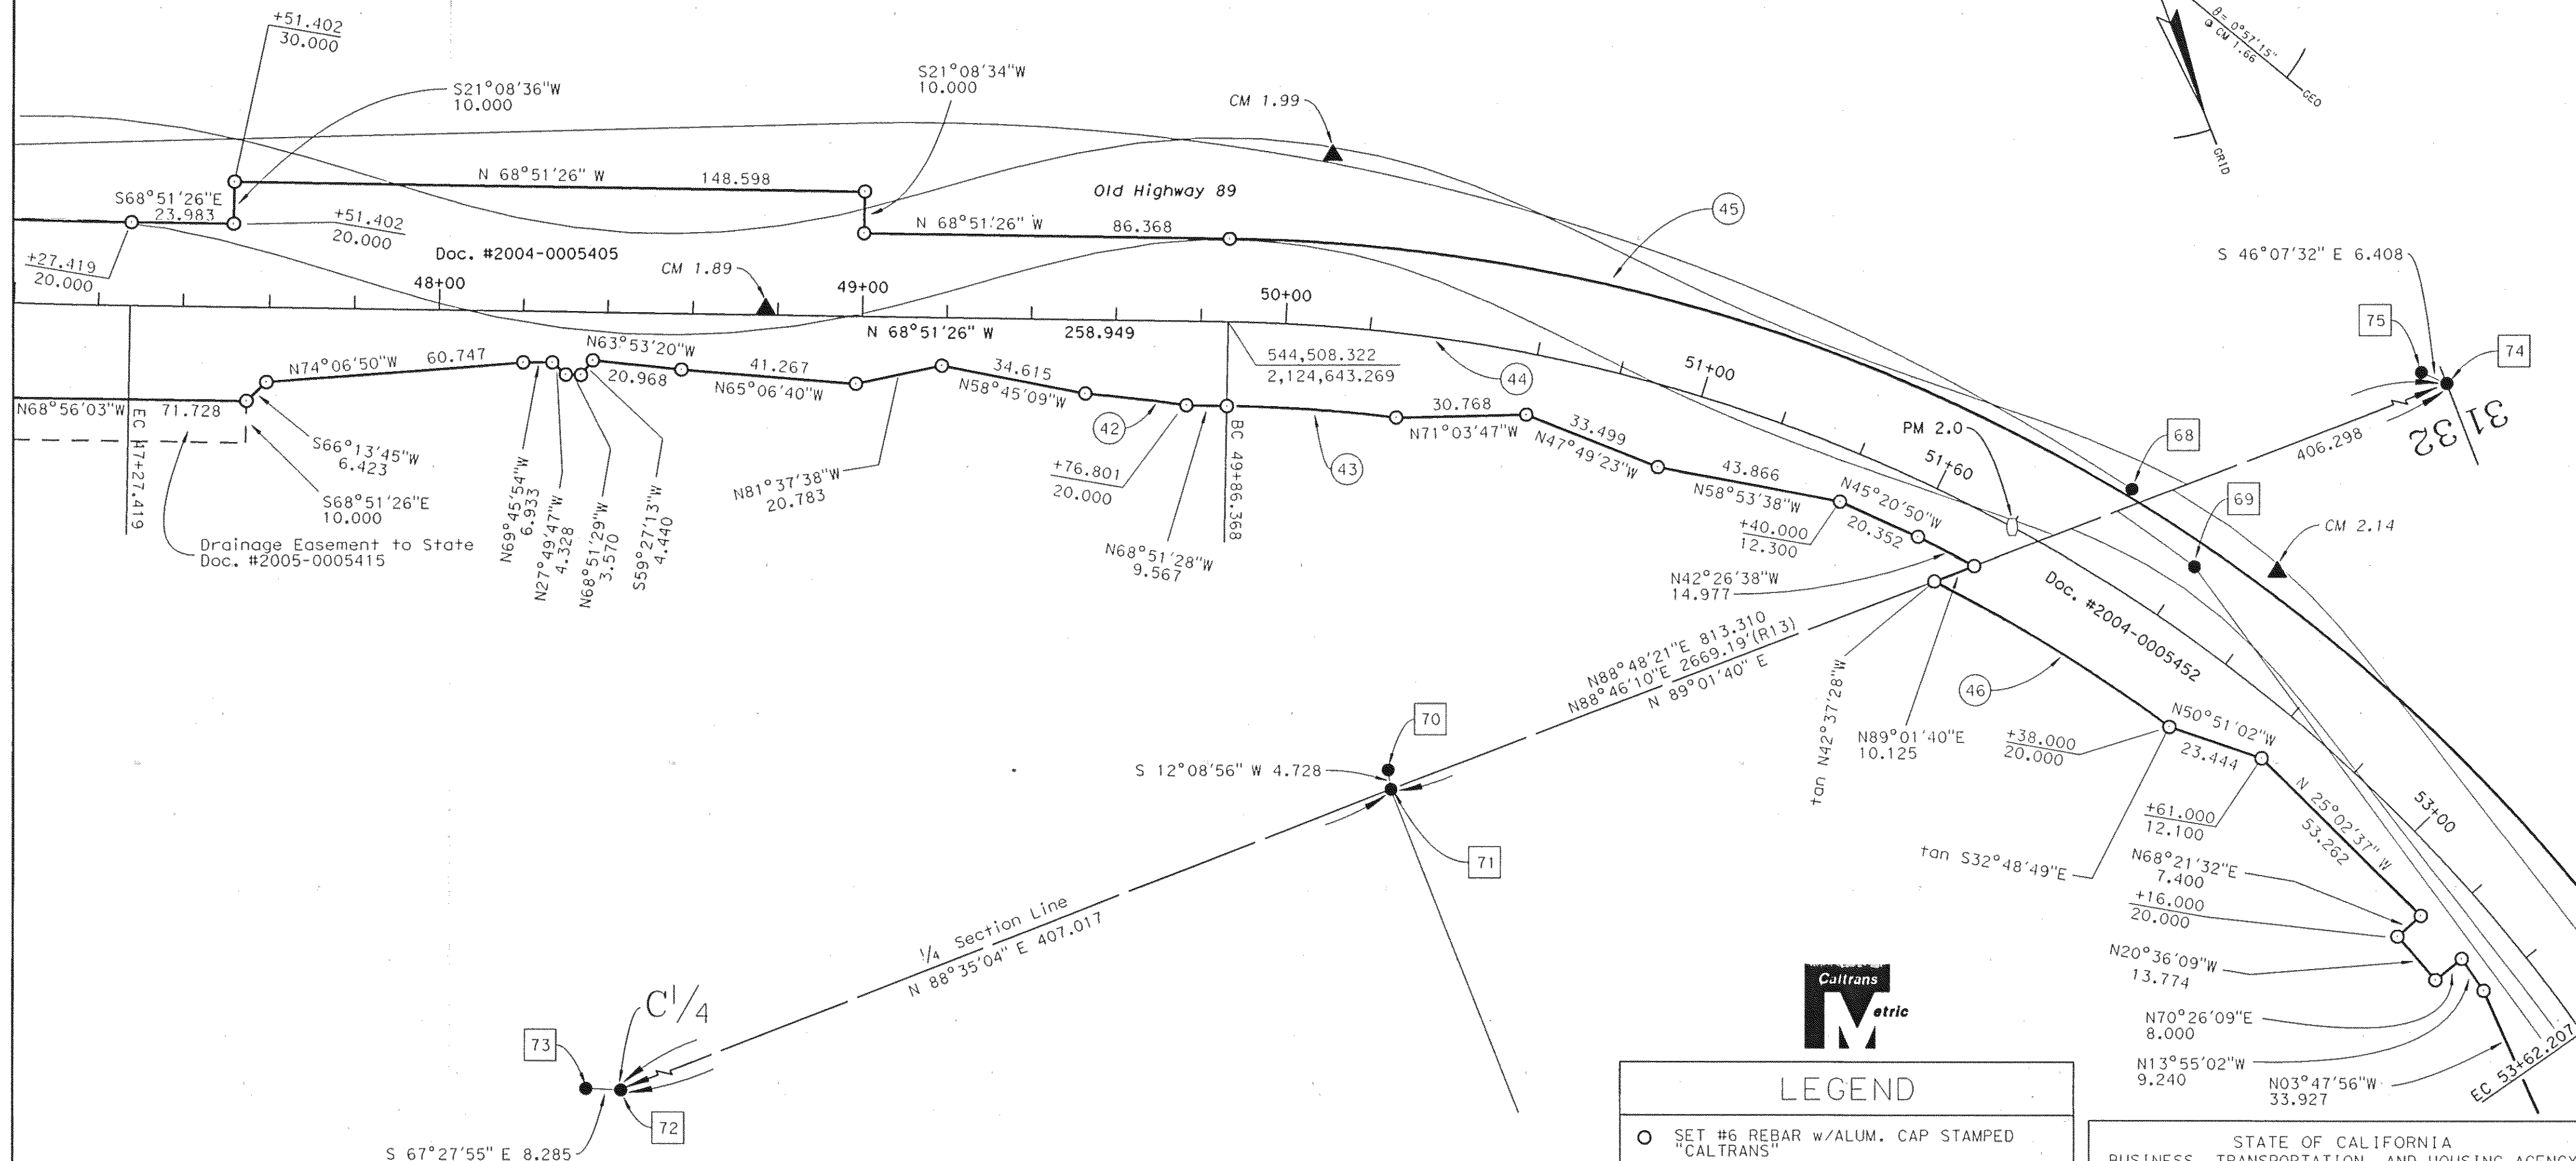 +51.402
30.000
S21°08'36"W
10.000
S21°08'34"W
10.000
CM 1.99
θ= 0°57'15"
@ CM 1.66
GEO
GRID
N 68°51'26" W 148.598
Old Highway 89
45
S68°51'26"E
23.983
+51.402
20.000
N 68°51'26" W 86.368
+27.419
20.000
Doc. #2004-0005405
CM 1.89
48+00
49+00
50+00
N 68°51'26" W 258.949
S 46°07'32" E 6.408
75
74
31
32
406.298
N74°06'50"W 60.747
N63°53'20"W
20.968
41.267
N65°06'40"W
34.615
N58°45'09"W
544,508.322
2,124,643.269
44
51+00
N68°56'03"W 71.728
EC 47+27.419
S66°13'45"W
6.423
S68°51'26"E
10.000
Drainage Easement to State
Doc. #2005-0005415
N69°45'54"W
6.933
N27°49'47"W
4.328
N68°51'29"W
3.570
S59°27'13"W
4.440
N81°37'38"W
20.783
42
+76.801
20.000
BC 49+86.368
43
N68°51'28"W
9.567
30.768
N71°03'47"W
33.499
N47°49'23"W
43.866
N58°53'38"W
PM 2.0
51+60
68
69
CM 2.14
+40.000
12.300
N45°20'50"W
20.352
N42°26'38"W
14.977
Doc. #2004-0005452
N88°48'21"E 813.310
N88°46'10"E 2669.19'(R13)
N 89°01'40" E
tan N42°37'28"W
46
N89°01'40"E
10.125
+38.000
20.000
N50°51'02"W
23.444
70
S 12°08'56" W 4.728
71
+61.000
12.100
N 25°02'37" W
53.262
53+00
tan S32°48'49"E
N68°21'32"E
7.400
+16.000
20.000
N20°36'09"W
13.774
N70°26'09"E
8.000
N13°55'02"W
9.240
N03°47'56"W
33.927
EC 53+62.207
1/4 Section Line
N 88°35'04" E 407.017
C1/4
73
72
S 67°27'55" E 8.285
Caltrans
Metric
LEGEND
SET #6 REBAR w/ALUM. CAP STAMPED
"CALTRANS"
STATE OF CALIFORNIA
BUSINESS, TRANSPORTATION, AND HOUSING AGENCY